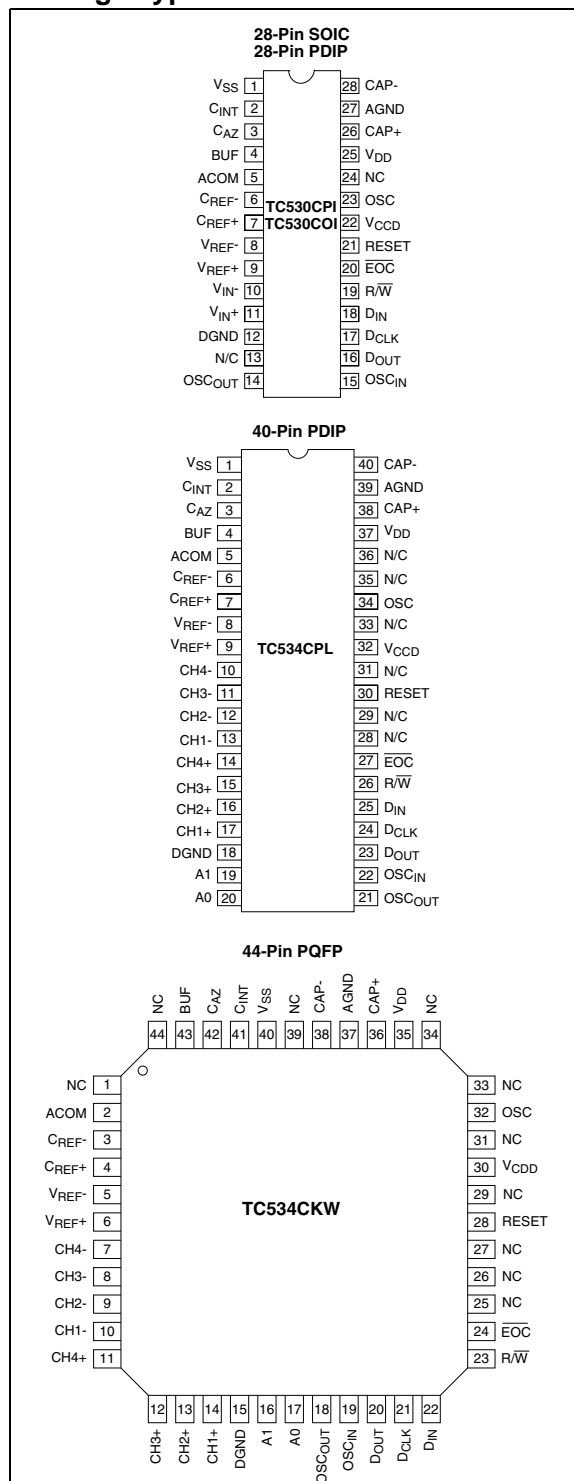 28-Pin SOIC
28-Pin PDIP
VSS 1 28 CAP-
CINT 2 27 AGND
CAZ 3 26 CAP+
BUF 4 25 VDD
ACOM 5 24 NC
CREF- 6 23 OSC
TC530CPI
CREF+ 7 22 VCCD
TC530COI
VREF- 8 21 RESET
VREF+ 9 20 EOC
VIN- 10 19 R/W
VIN+ 11 18 DIN
DGND 12 17 DCLK
N/C 13 16 DOUT
OSCOUT 14 15 OSCIN
40-Pin PDIP
VSS 1 40 CAP-
CINT 2 39 AGND
CAZ 3 38 CAP+
BUF 4 37 VDD
ACOM 5 36 N/C
CREF- 6 35 N/C
CREF+ 7 34 OSC
VREF- 8 33 N/C
VREF+ 9 TC534CPL 32 VCCD
CH4- 10 31 N/C
CH3- 11 30 RESET
CH2- 12 29 N/C
CH1- 13 28 N/C
CH4+ 14 27 EOC
CH3+ 15 26 R/W
CH2+ 16 25 DIN
CH1+ 17 24 DCLK
DGND 18 23 DOUT
A1 19 22 OSCIN
A0 20 21 OSCOUT
44-Pin PQFP
NC BUF CAZ CINT VSS NC CAP- AGND CAP+ VDD NC
44 43 42 41 40 39 38 37 36 35 34
NC 1 33 NC
ACOM 2 32 OSC
CREF- 3 31 NC
CREF+ 4 30 VCDD
VREF- 5 29 NC
VREF+ 6 TC534CKW 28 RESET
CH4- 7 27 NC
CH3- 8 26 NC
CH2- 9 25 NC
CH1- 10 24 EOC
CH4+ 11 23 R/W
12 13 14 15 16 17 18 19 20 21 22
CH3+ CH2+ CH1+ DGND A1 A0 OSCOUT OSCIN DOUT DCLK DIN